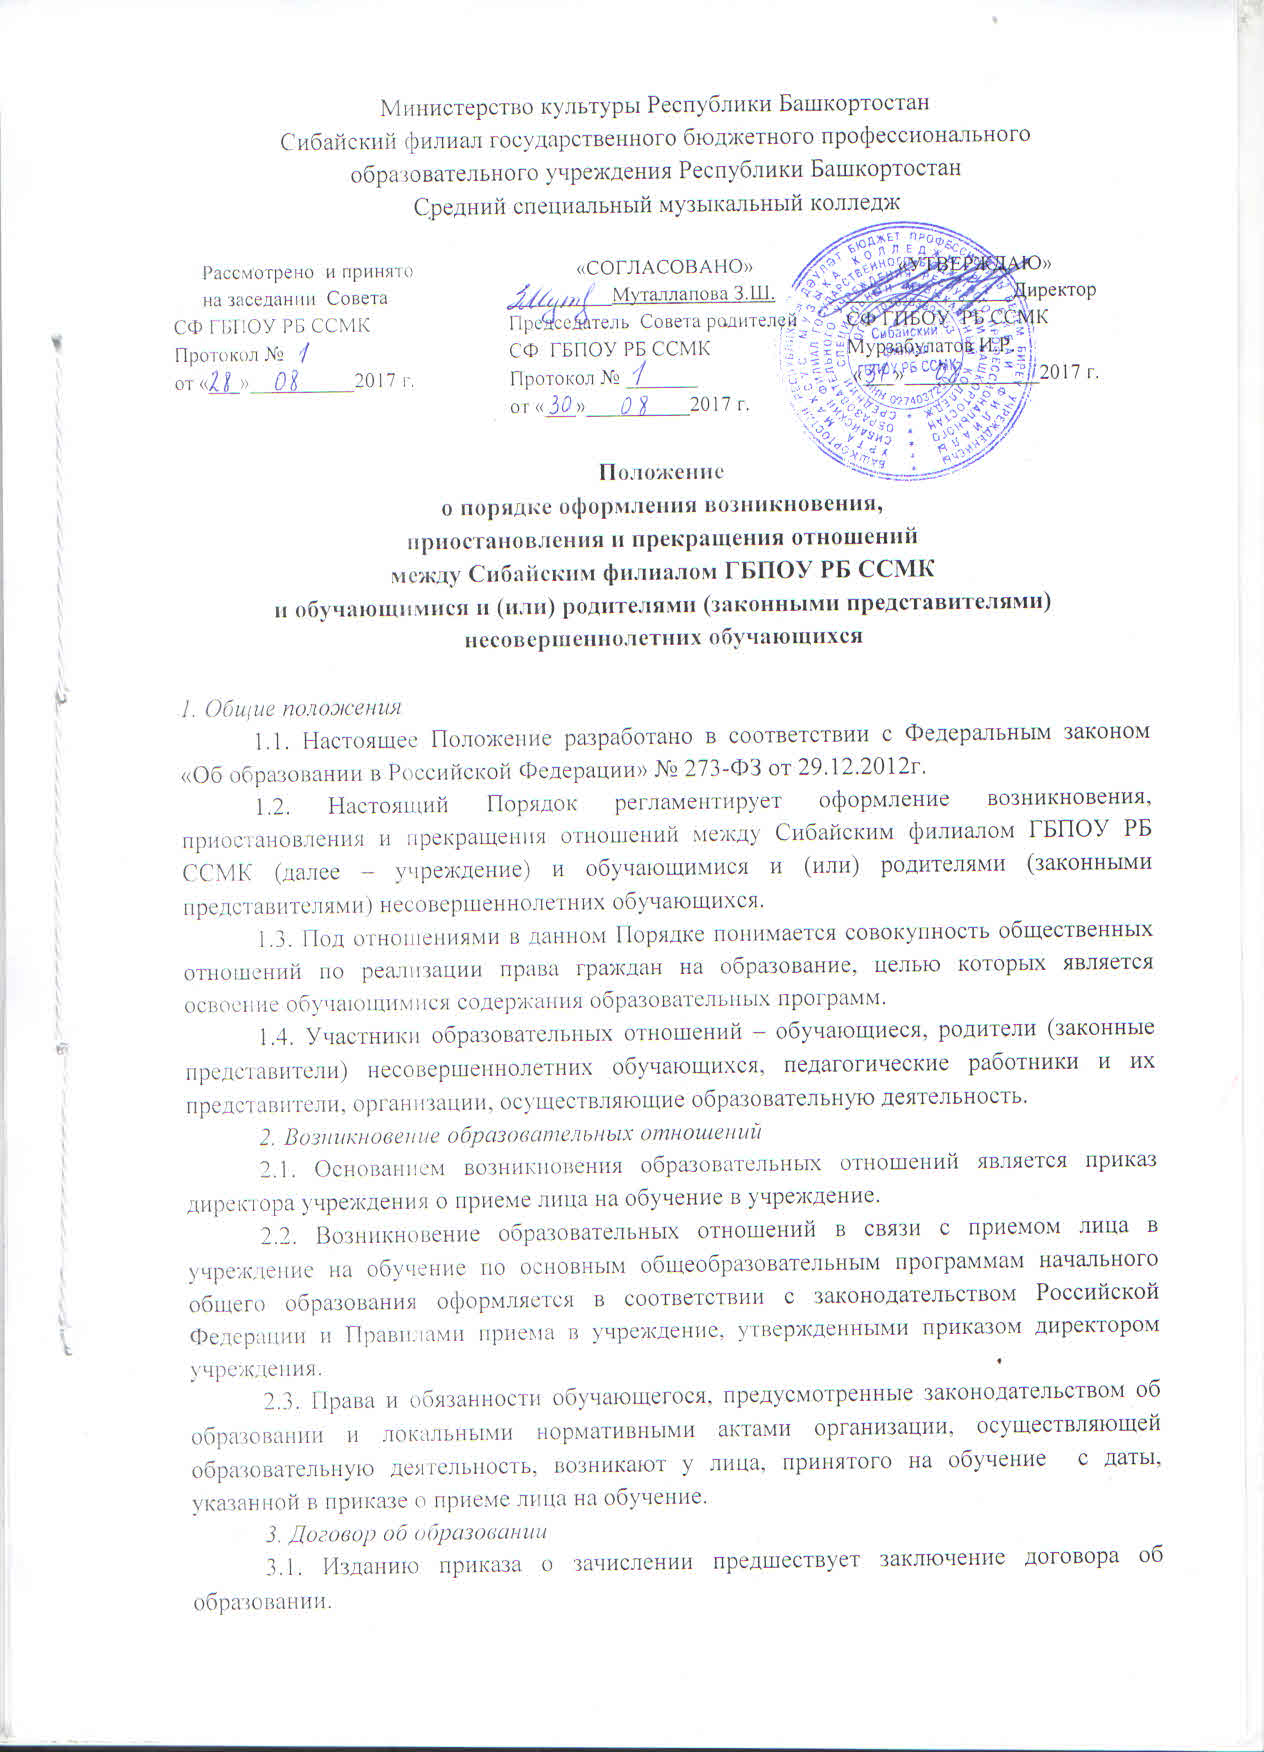 Министерство культуры Республики Башкортостан
Сибайский филиал государственного бюджетного профессионального
образовательного учреждения Республики Башкортостан
Средний специальный музыкальный колледж
Рассмотрено и принято
на заседании Совета
СФ ГБПОУ РБ ССМК
Протокол № 1
от «28» 08 2017 г.
«СОГЛАСОВАНО»
Муталлапова З.Ш.
Председатель Совета родителей
СФ ГБПОУ РБ ССМК
Протокол № 1
от «30» 08 2017 г.
«УТВЕРЖДАЮ»
Директор
СФ ГПБОУ РБ ССМК
Мурзабулатов И.Р.
«31» 08 2017 г.
Сибайский
филиал
ГБПОУ РБ ССМК
Положение
о порядке оформления возникновения,
приостановления и прекращения отношений
между Сибайским филиалом ГБПОУ РБ ССМК
и обучающимися и (или) родителями (законными представителями)
несовершеннолетних обучающихся
1. Общие положения
1.1. Настоящее Положение разработано в соответствии с Федеральным законом
«Об образовании в Российской Федерации» № 273-ФЗ от 29.12.2012г.
1.2. Настоящий Порядок регламентирует оформление возникновения,
приостановления и прекращения отношений между Сибайским филиалом ГБПОУ РБ
ССМК (далее – учреждение) и обучающимися и (или) родителями (законными
представителями) несовершеннолетних обучающихся.
1.3. Под отношениями в данном Порядке понимается совокупность общественных
отношений по реализации права граждан на образование, целью которых является
освоение обучающимися содержания образовательных программ.
1.4. Участники образовательных отношений – обучающиеся, родители (законные
представители) несовершеннолетних обучающихся, педагогические работники и их
представители, организации, осуществляющие образовательную деятельность.
2. Возникновение образовательных отношений
2.1. Основанием возникновения образовательных отношений является приказ
директора учреждения о приеме лица на обучение в учреждение.
2.2. Возникновение образовательных отношений в связи с приемом лица в
учреждение на обучение по основным общеобразовательным программам начального
общего образования оформляется в соответствии с законодательством Российской
Федерации и Правилами приема в учреждение, утвержденными приказом директором
учреждения.
2.3. Права и обязанности обучающегося, предусмотренные законодательством об
образовании и локальными нормативными актами организации, осуществляющей
образовательную деятельность, возникают у лица, принятого на обучение с даты,
указанной в приказе о приеме лица на обучение.
3. Договор об образовании
3.1. Изданию приказа о зачислении предшествует заключение договора об
образовании.